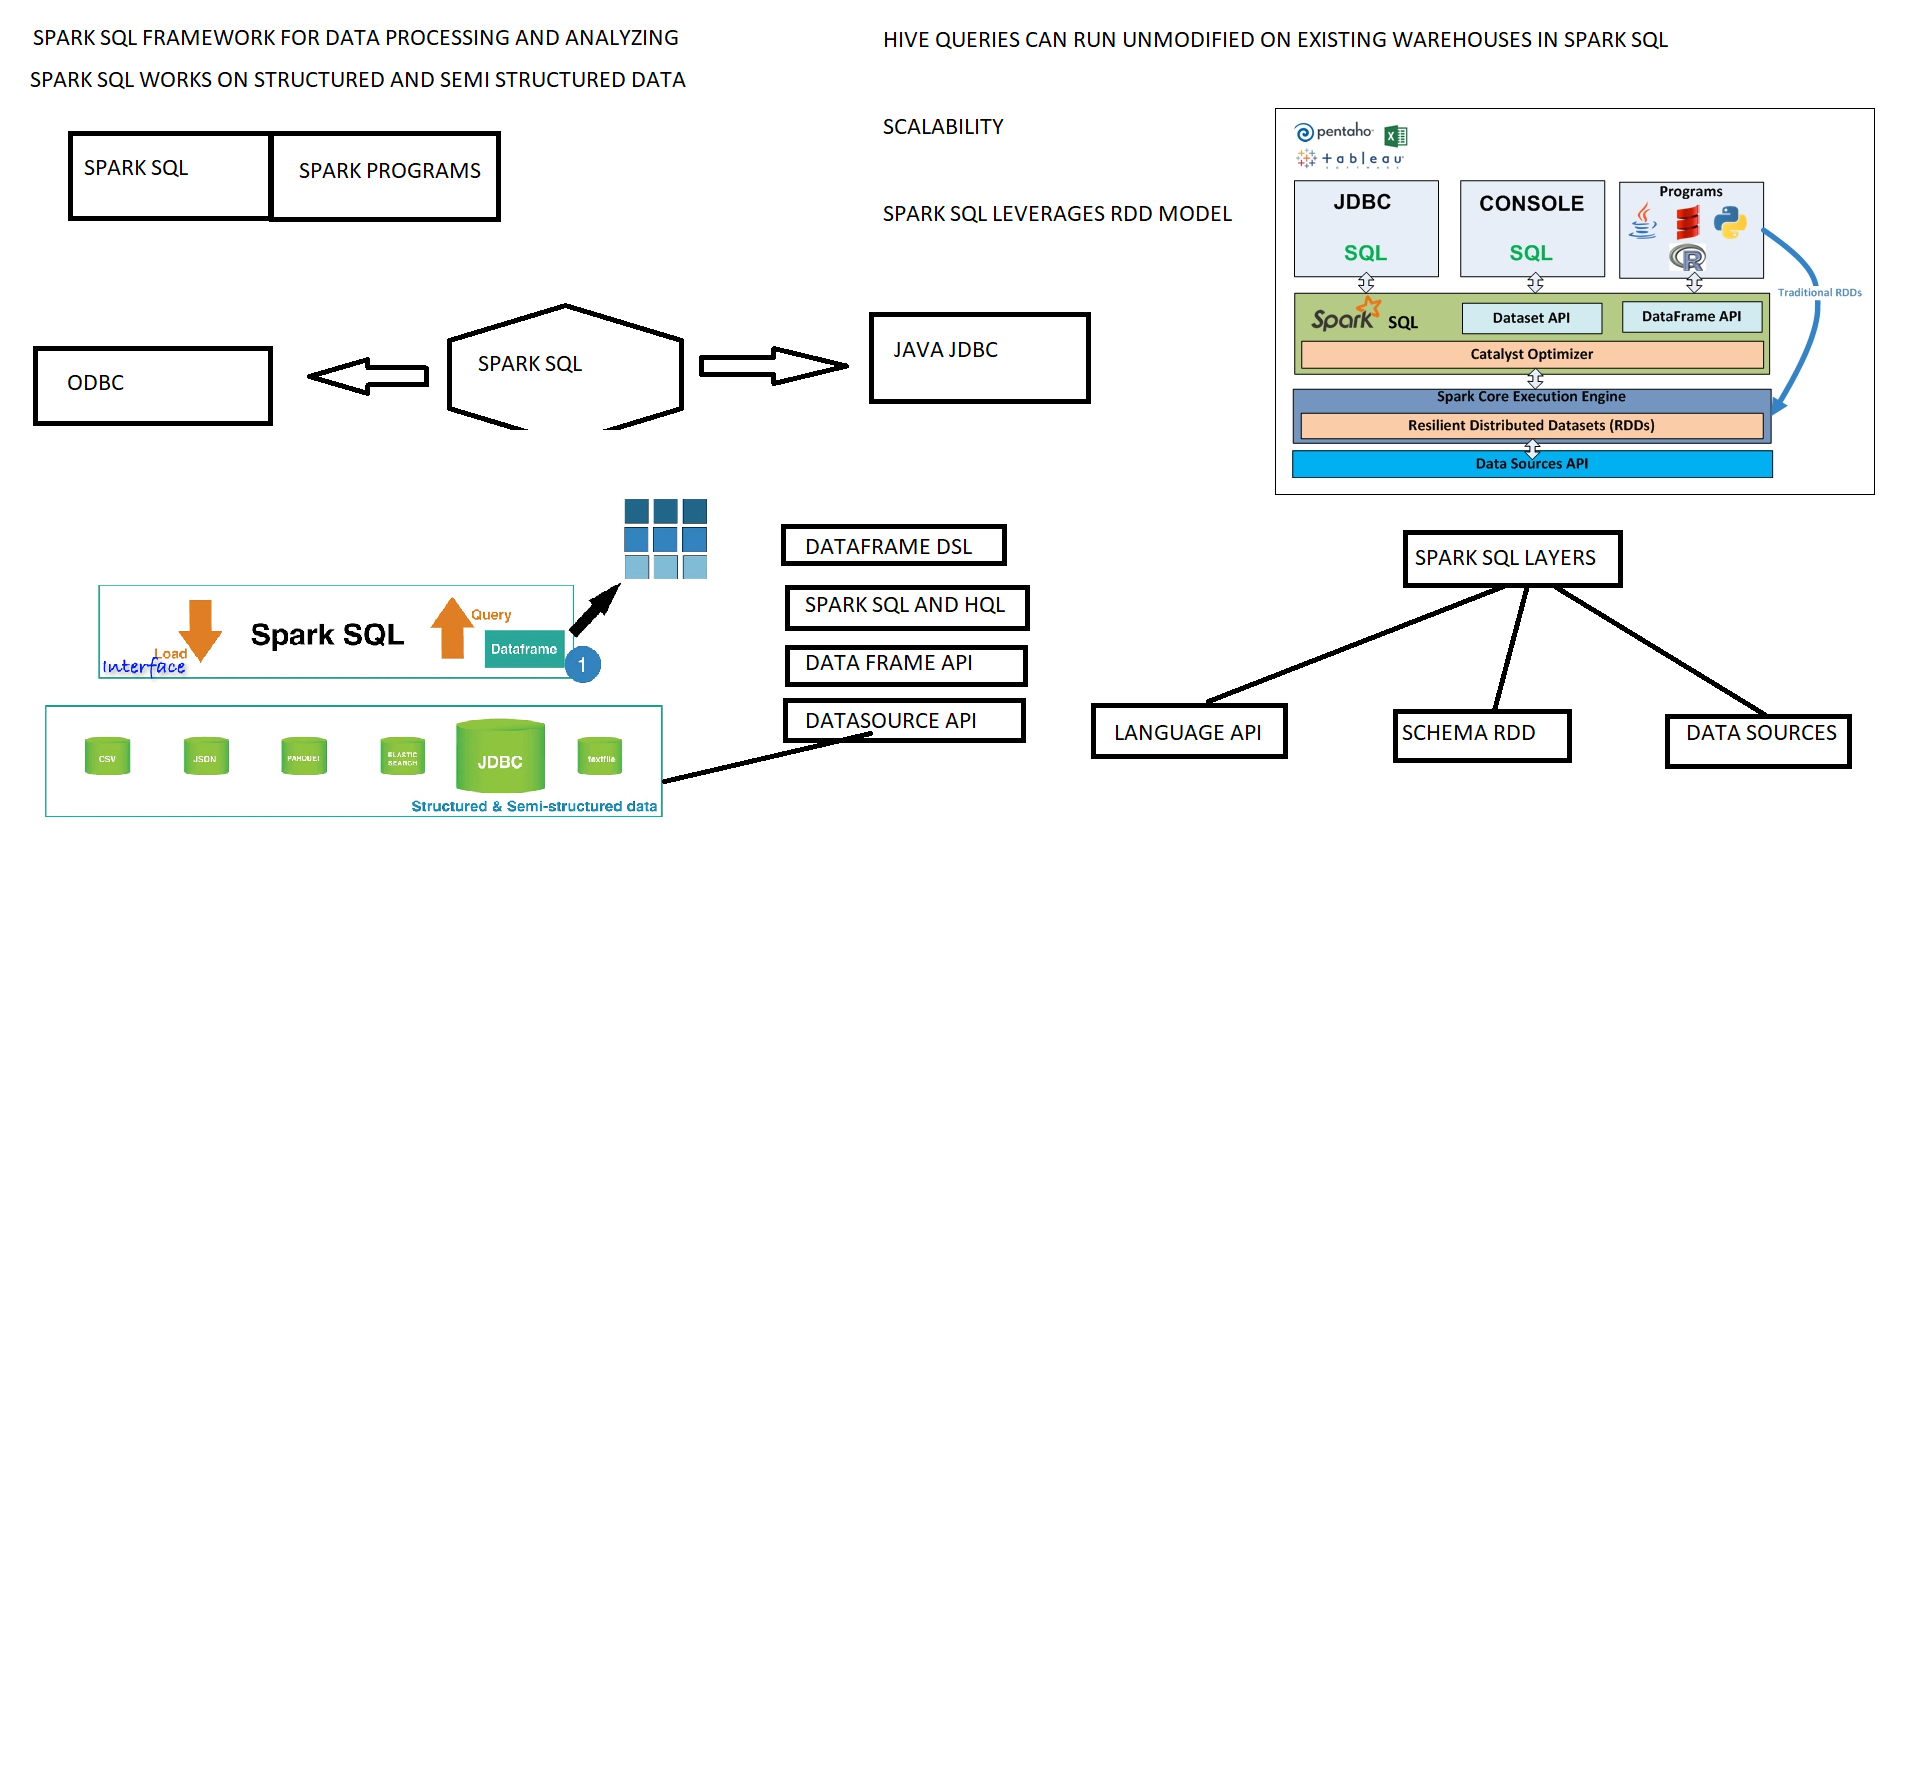 SPARK SQL FRAMEWORK FOR DATA PROCESSING AND ANALYZING
SPARK SQL WORKS ON STRUCTURED AND SEMI STRUCTURED DATA
SPARK SQL
SPARK PROGRAMS
ODBC
SPARK SQL
JAVA JDBC
HIVE QUERIES CAN RUN UNMODIFIED ON EXISTING WAREHOUSES IN SPARK SQL
SCALABILITY
SPARK SQL LEVERAGES RDD MODEL
pentaho
+ a b l e a u
JDBC
SQL
CONSOLE
SQL
Programs
R
Traditional RDDs
Spark SQL
Dataset API
DataFrame API
Catalyst Optimizer
Spark Core Execution Engine
Resilient Distributed Datasets (RDDs)
Data Sources API
Load
Interface
Spark SQL
Query
Dataframe
1
CSV
JSON
PARQUET
ELASTIC
SEARCH
JDBC
textfile
Structured & Semi-structured data
DATAFRAME DSL
SPARK SQL AND HQL
DATA FRAME API
DATASOURCE API
SPARK SQL LAYERS
LANGUAGE API
SCHEMA RDD
DATA SOURCES